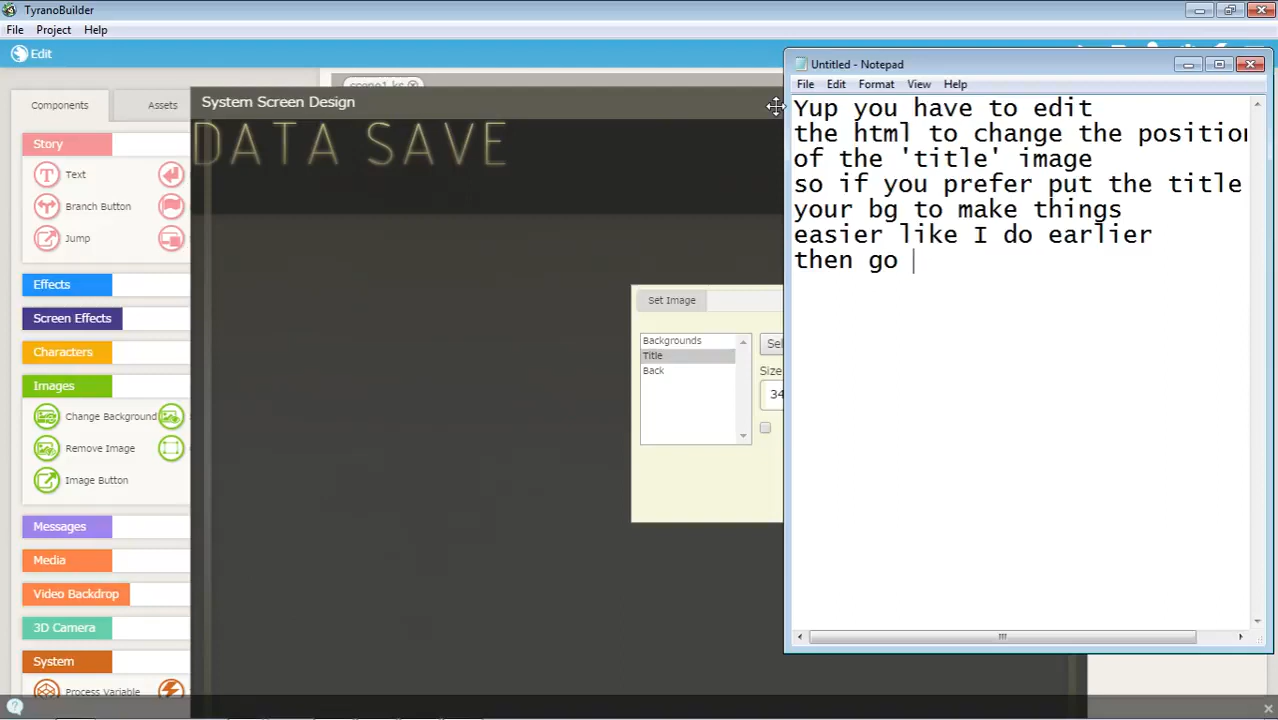 TyranoBuilder
File Project Help
Edit
Components Assets
System Screen Design
DATA SAVE
Story
Text
Branch Button
Jump
Effects
Screen Effects
Characters
Images
Change Background
Remove Image
Image Button
Messages
Media
Video Backdrop
3D Camera
System
Process Variable
Set Image
Backgrounds
Title
Back
Sel
Size
34
Untitled - Notepad
File Edit Format View Help
Yup you have to edit
the html to change the position
of the 'title' image
so if you prefer put the title
your bg to make things
easier like I do earlier
then go